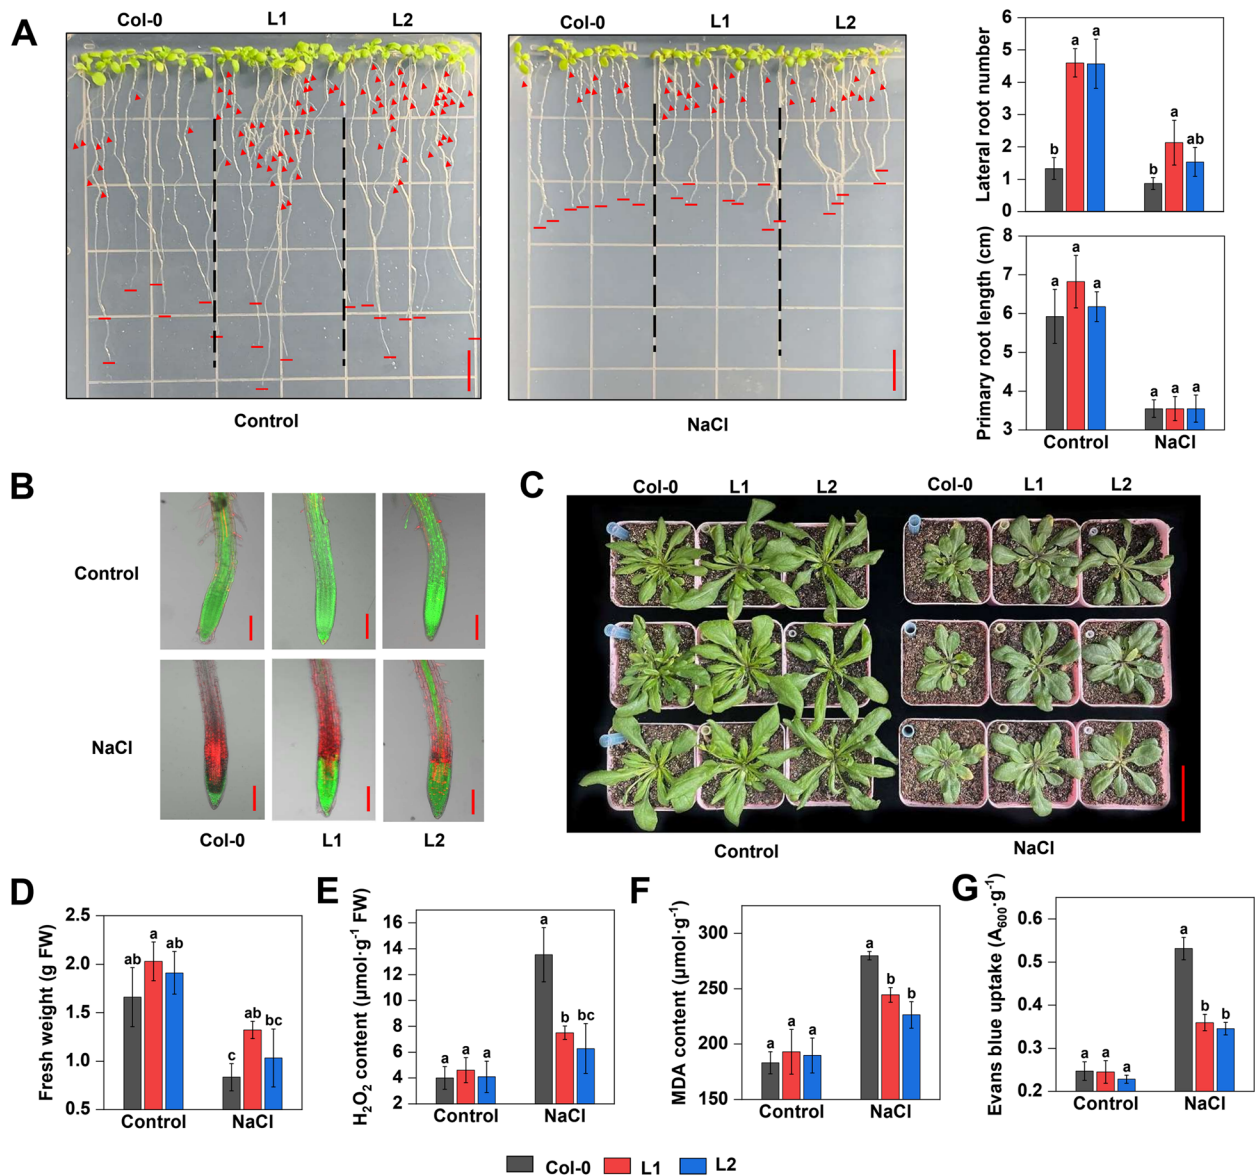 A
Col-0 L1 L2
Col-0 L1 L2
Control
NaCl
Lateral root number
6
5
4
3
2
1
0
b a a
b a ab
Primary root length (cm)
8
7
6
5
4
3
a a a
a a a
Control NaCl
B
Control
NaCl
Col-0 L1 L2
C
Col-0 L1 L2
Col-0 L1 L2
Control
NaCl
D
Fresh weight (g FW)
2.5
2.0
1.5
1.0
0.5
ab a ab
c ab bc
Control NaCl
E
H₂O₂ content (μmol·g⁻¹ FW)
16
14
12
10
8
6
4
2
a a a
a b bc
Control NaCl
F
MDA content (μmol·g⁻¹)
300
250
200
150
a a a
a b b
Control NaCl
G
Evans blue uptake (A₆₀₀·g⁻¹)
0.6
0.5
0.4
0.3
0.2
a a a
a b b
Control NaCl
Col-0 L1 L2